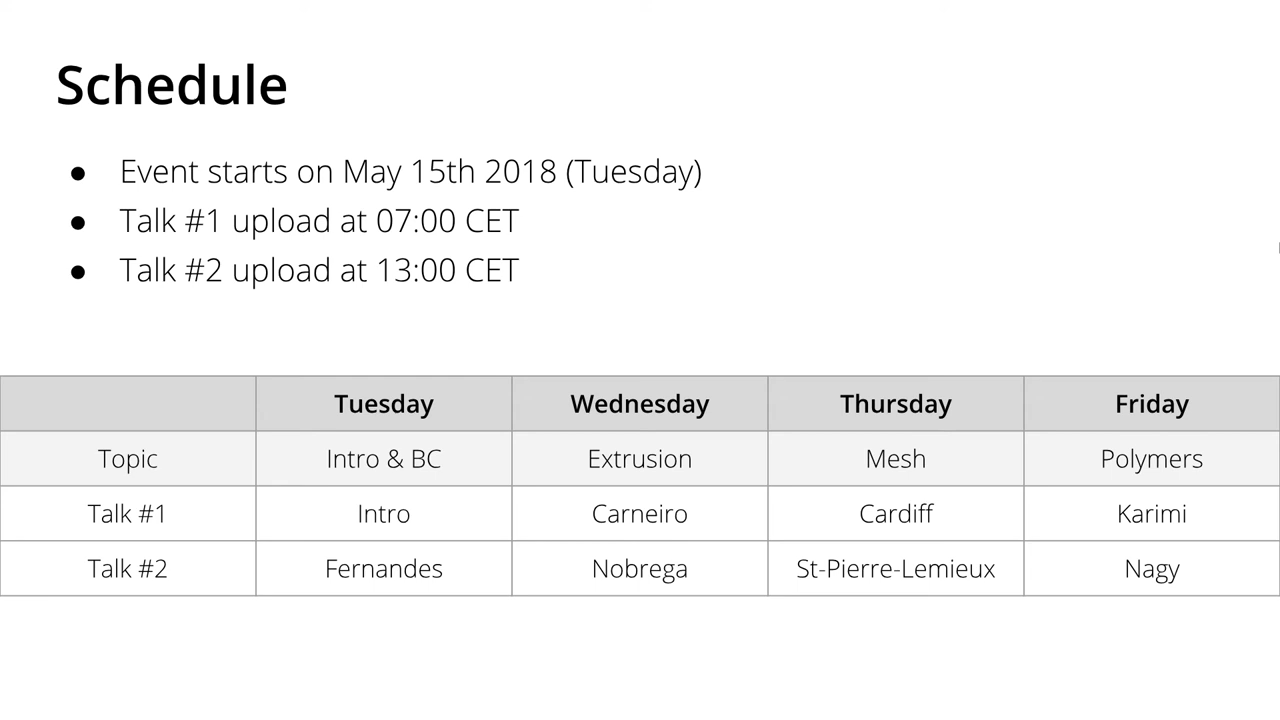 Schedule
● Event starts on May 15th 2018 (Tuesday)
● Talk #1 upload at 07:00 CET
● Talk #2 upload at 13:00 CET
Tuesday Wednesday Thursday Friday
Topic Intro & BC Extrusion Mesh Polymers
Talk #1 Intro Carneiro Cardiff Karimi
Talk #2 Fernandes Nobrega St-Pierre-Lemieux Nagy